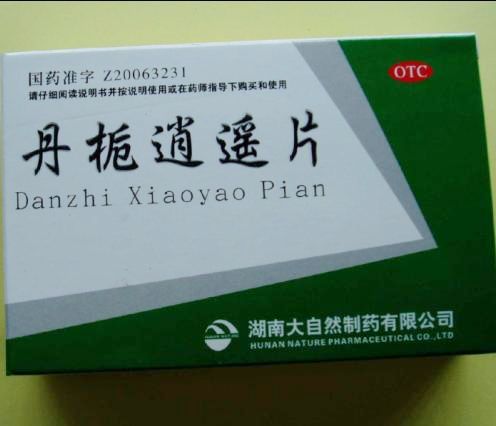 国药准字 Z20063231
OTC
请仔细阅读说明书并按说明使用或在药师指导下购买和使用
丹栀逍遥片
Danzhi Xiaoyao Pian
湖南大自然制药有限公司
HUNAN NATURE PHARMACEUTICAL CO.,LTD
HUNAN NATURE